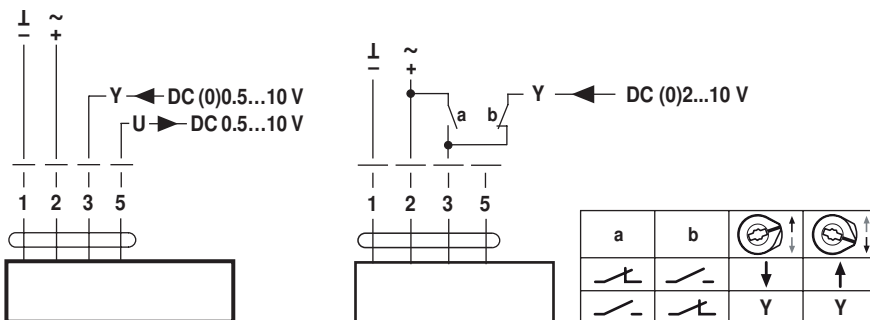 ⊥ ~
− +
Y DC (0)0.5...10 V
U DC 0.5...10 V
1 2 3 5
⊥ ~
− +
Y DC (0)2...10 V
a b
1 2 3 5
a b
Y Y